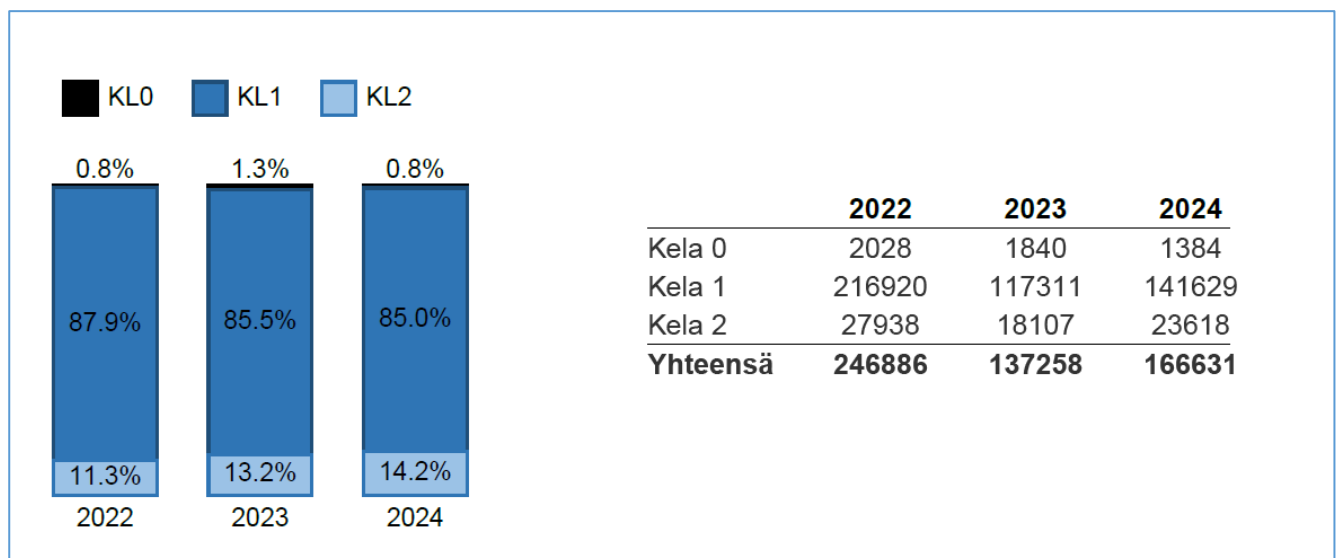 KL0 KL1 KL2
0.8% 1.3% 0.8%
87.9% 85.5% 85.0%
11.3% 13.2% 14.2%
2022 2023 2024
2022 2023 2024
Kela 0 2028 1840 1384
Kela 1 216920 117311 141629
Kela 2 27938 18107 23618
Yhteensä 246886 137258 166631